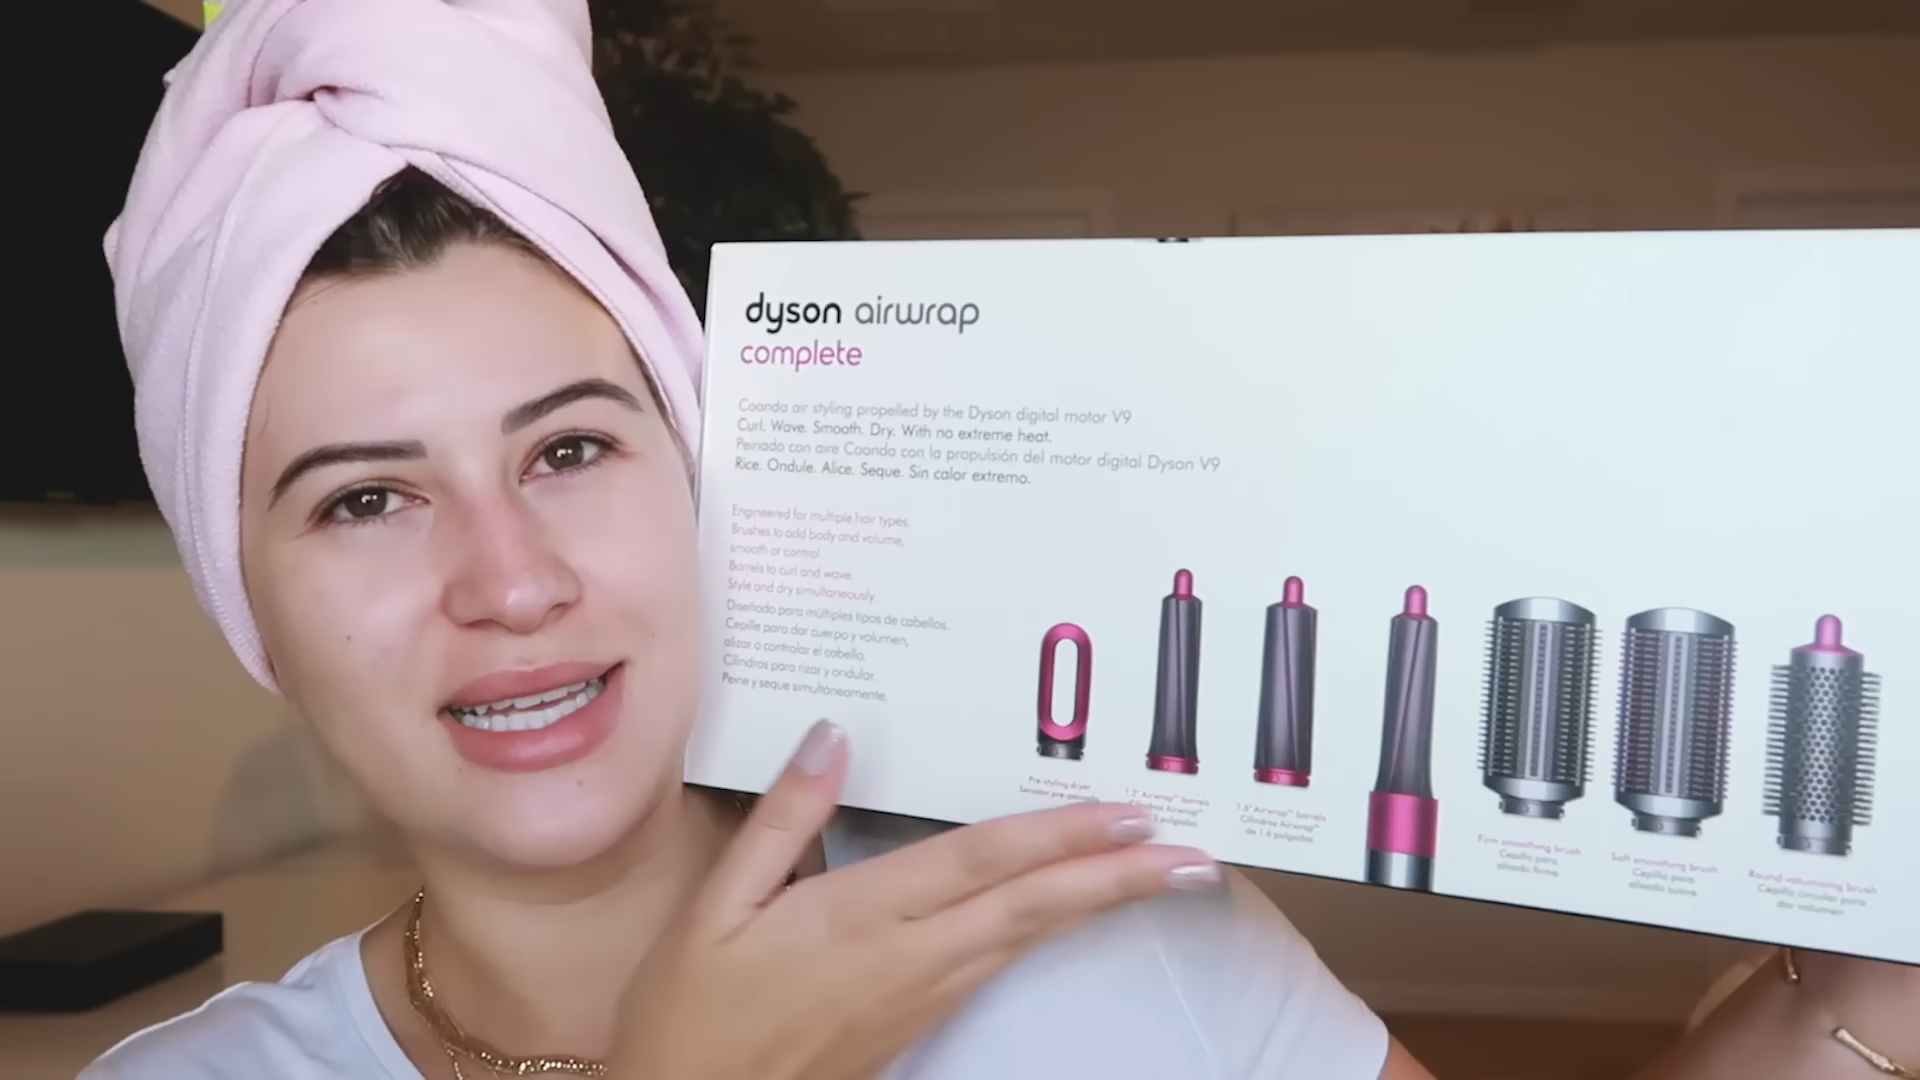 dyson airwrap
complete
Coanda air styling propelled by the Dyson digital motor V9
Curl. Wave. Smooth. Dry. With no extreme heat.
Peinado con aire Coanda con la propulsión del motor digital Dyson V9
Rice. Ondule. Alice. Seque. Sin calor extremo.
Engineered for multiple hair types.
Brushes to add body and volume,
smooth or control.
Barrels to curl and wave.
Style and dry simultaneously.
Diseñado para múltiples tipos de cabellos.
Cepille para dar cuerpo y volumen,
alizar o controlar el cabello.
Cilindros para rizar y ondular.
Peine y seque simultáneamente.
Pre-styling dryer
Secador pre-peinado
1.2" Airwrap™ barrels
Cilindros Airwrap™
pulgadas
1.6" Airwrap™ barrels
Cilindros Airwrap™
de 1.6 pulgadas
Firm smoothing brush
Cepillo para
alisado firme
Soft smoothing brush
Cepillo para
alisado suave
Round volumizing brush
Cepillo circular para
dar volumen